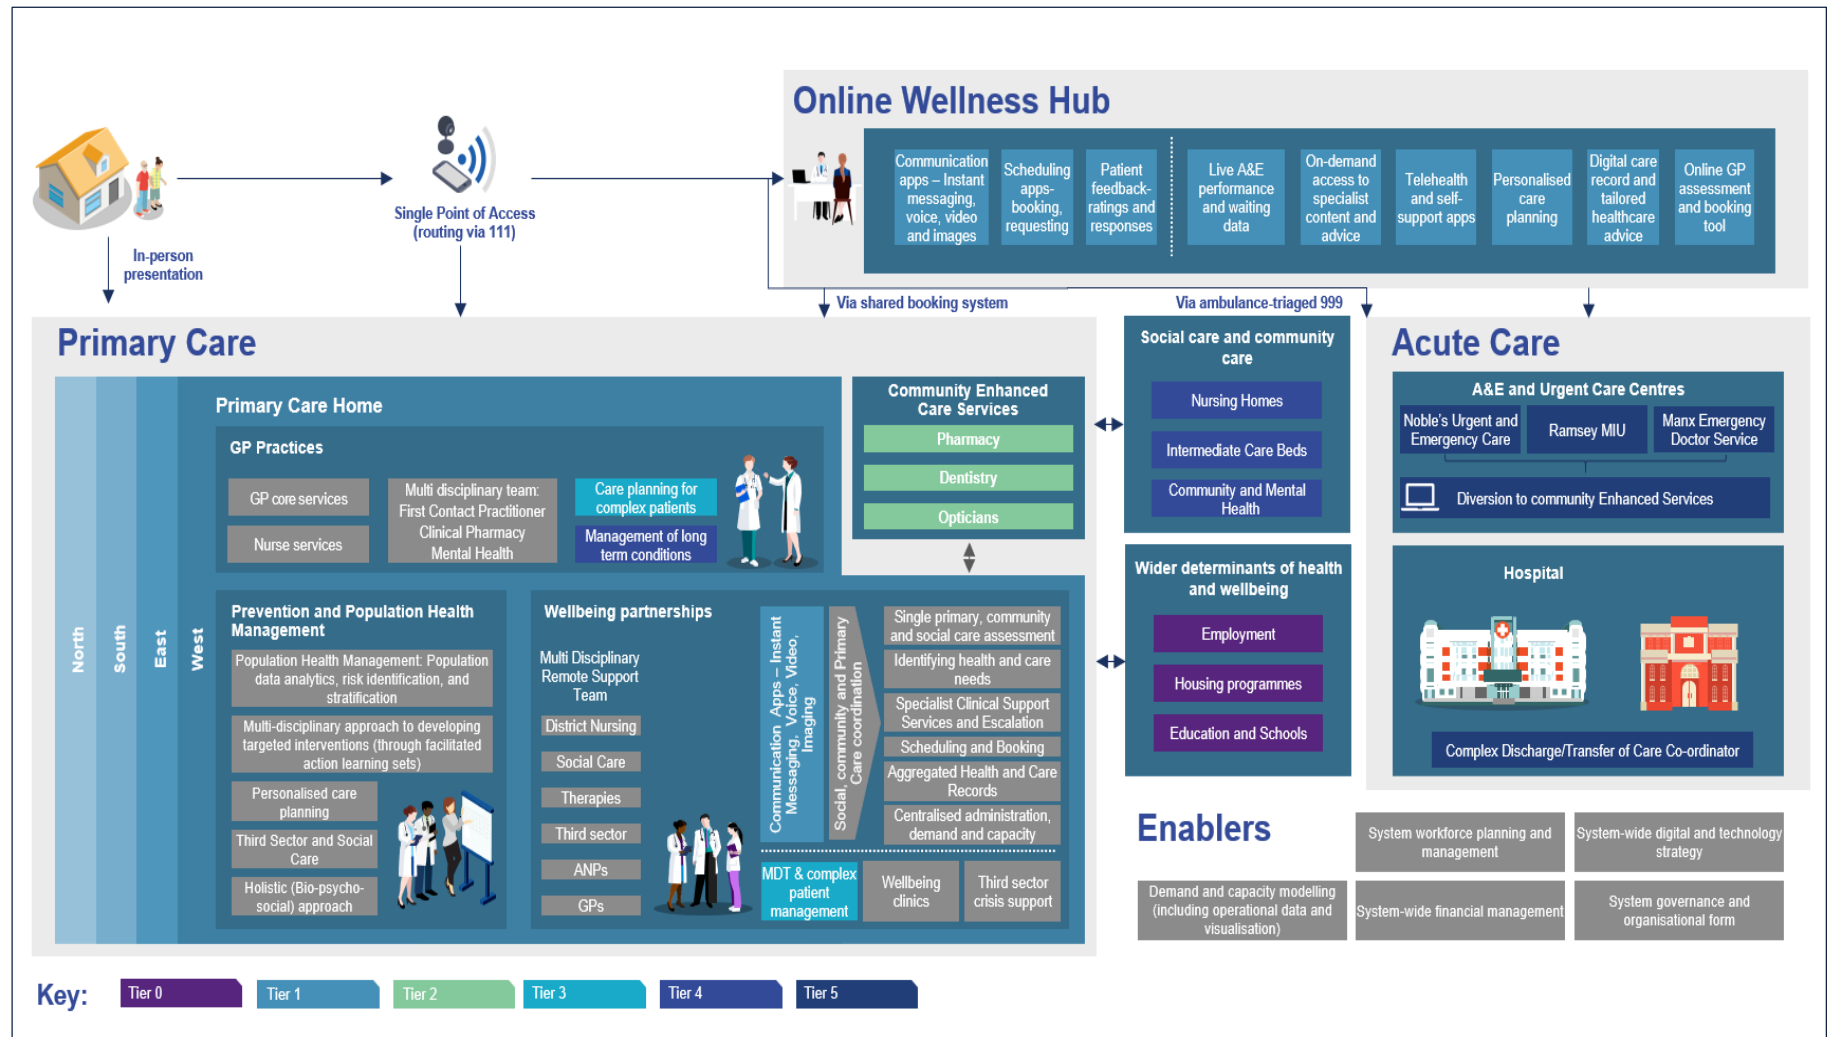 Online Wellness Hub
Communication
apps – Instant
messaging,
voice, video
and images
Scheduling
apps-
booking,
requesting
Patient
feedback-
ratings and
responses
Live A&E
performance
and waiting
data
On-demand
access to
specialist
content and
advice
Telehealth
and self-
support apps
Personalised
care
planning
Digital care
record and
tailored
healthcare
advice
Online GP
assessment
and booking
tool
Single Point of Access
(routing via 111)
In-person
presentation
Via shared booking system
Via ambulance-triaged 999
Primary Care
North
South
East
West
Primary Care Home
GP Practices
GP core services
Nurse services
Multi disciplinary team:
First Contact Practitioner
Clinical Pharmacy
Mental Health
Care planning for
complex patients
Management of long
term conditions
Community Enhanced
Care Services
Pharmacy
Dentistry
Opticians
Prevention and Population Health
Management
Population Health Management: Population
data analytics, risk identification, and
stratification
Multi-disciplinary approach to developing
targeted interventions (through facilitated
action learning sets)
Personalised care
planning
Third Sector and Social
Care
Holistic (Bio-psycho-
social) approach
Wellbeing partnerships
Multi Disciplinary
Remote Support
Team
District Nursing
Social Care
Therapies
Third sector
ANPs
GPs
Communication Apps – Instant
Messaging, Voice, Video,
Imaging
Social, community and Primary
Care coordination
Single primary, community
and social care assessment
Identifying health and care
needs
Specialist Clinical Support
Services and Escalation
Scheduling and Booking
Aggregated Health and Care
Records
Centralised administration,
demand and capacity
MDT & complex
patient
management
Wellbeing
clinics
Third sector
crisis support
Social care and community
care
Nursing Homes
Intermediate Care Beds
Community and Mental
Health
Wider determinants of health
and wellbeing
Employment
Housing programmes
Education and Schools
Acute Care
A&E and Urgent Care Centres
Noble's Urgent and
Emergency Care
Ramsey MIU
Manx Emergency
Doctor Service
Diversion to community Enhanced Services
Hospital
Complex Discharge/Transfer of Care Co-ordinator
Enablers
System workforce planning and
management
System-wide digital and technology
strategy
Demand and capacity modelling
(including operational data and
visualisation)
System-wide financial management
System governance and
organisational form
Key:
Tier 0
Tier 1
Tier 2
Tier 3
Tier 4
Tier 5